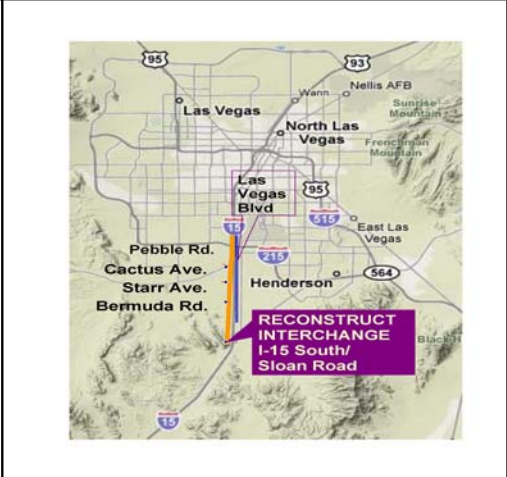 95
93
Nellis AFB
Wann
Las Vegas
Sunrise
Mountain
North Las
Vegas
Frenchman
Mountain
Las
Vegas
Blvd
95
15
515
East Las
Vegas
Pebble Rd.
215
Cactus Ave.
Henderson
564
Starr Ave.
Bermuda Rd.
RECONSTRUCT
INTERCHANGE
I-15 South/
Sloan Road
Black
15